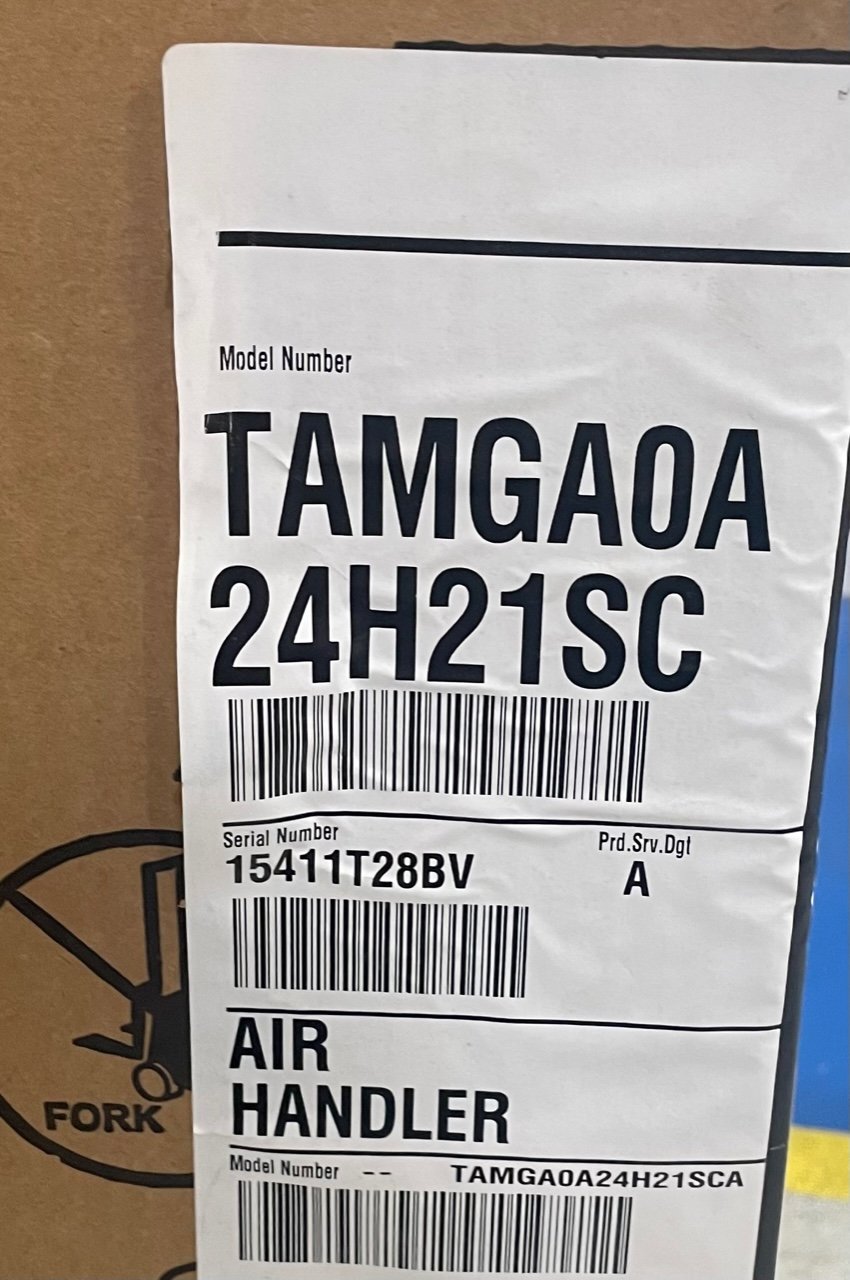 Model Number
TAMGA0A
24H21SC
Serial Number Prd.Srv.Dgt
15411T28BV A
AIR
HANDLER
Model Number -- TAMGA0A24H21SCA
FORK